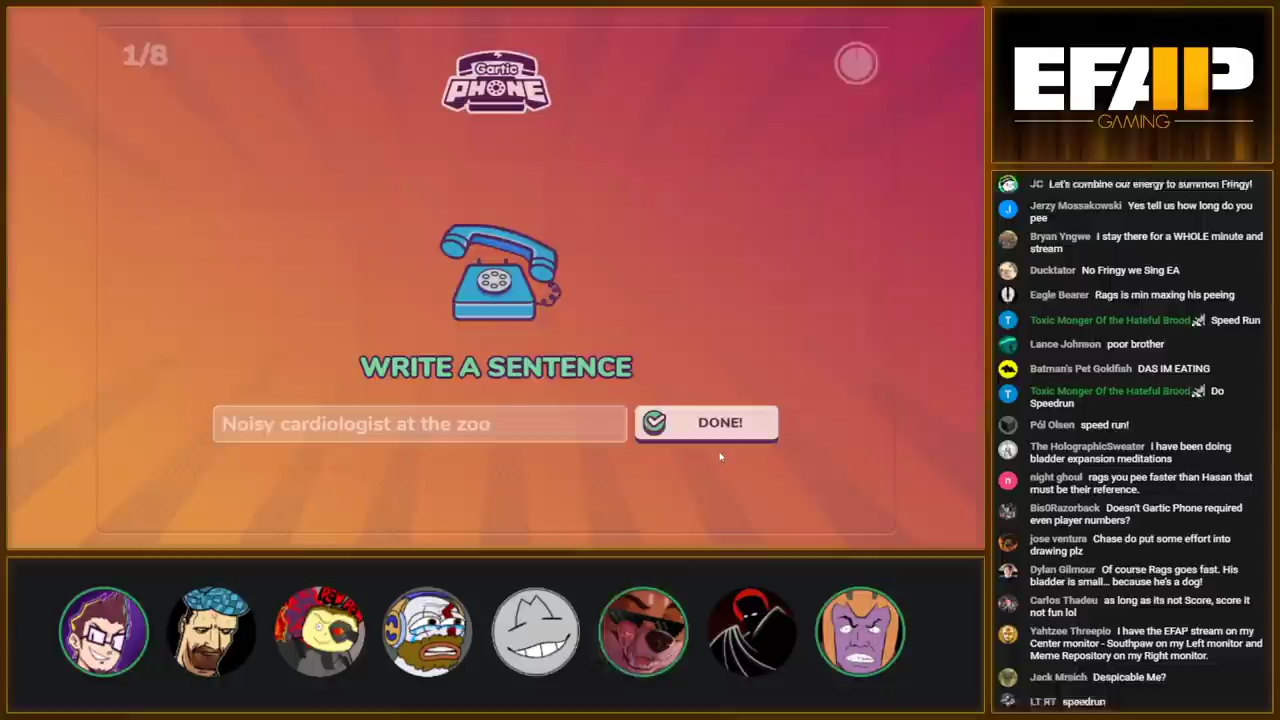 1/8
Gartic
PHONE
WRITE A SENTENCE
Noisy cardiologist at the zoo
DONE!
EFAP
GAMING
JC Let's combine our energy to summon Fringy!
Jerzy Mossakowski Yes tell us how long do you
pee
Bryan Yngwe I stay there for a WHOLE minute and
stream
Ducktator No Fringy we Sing EA
Eagle Bearer Rags is min maxing his peeing
Toxic Monger Of the Hateful Brood Speed Run
Lance Johnson poor brother
Batman's Pet Goldfish DAS IM EATING
Toxic Monger Of the Hateful Brood Do
Speedrun
Pól Olsen speed run!
The HolographicSweater I have been doing
bladder expansion meditations
night ghoul rags you pee faster than Hasan that
must be their reference.
Bis0Razorback Doesn't Gartic Phone required
even player numbers?
jose ventura Chase do put some effort into
drawing plz
Dylan Gilmour Of course Rags goes fast. His
bladder is small... because he's a dog!
Carlos Thadeu as long as its not Score, score it
not fun lol
Yahtzee Threepio I have the EFAP stream on my
Center monitor - Southpaw on my Left monitor and
Meme Repository on my Right monitor.
Jack Mrsich Despicable Me?
LT RT speedrun